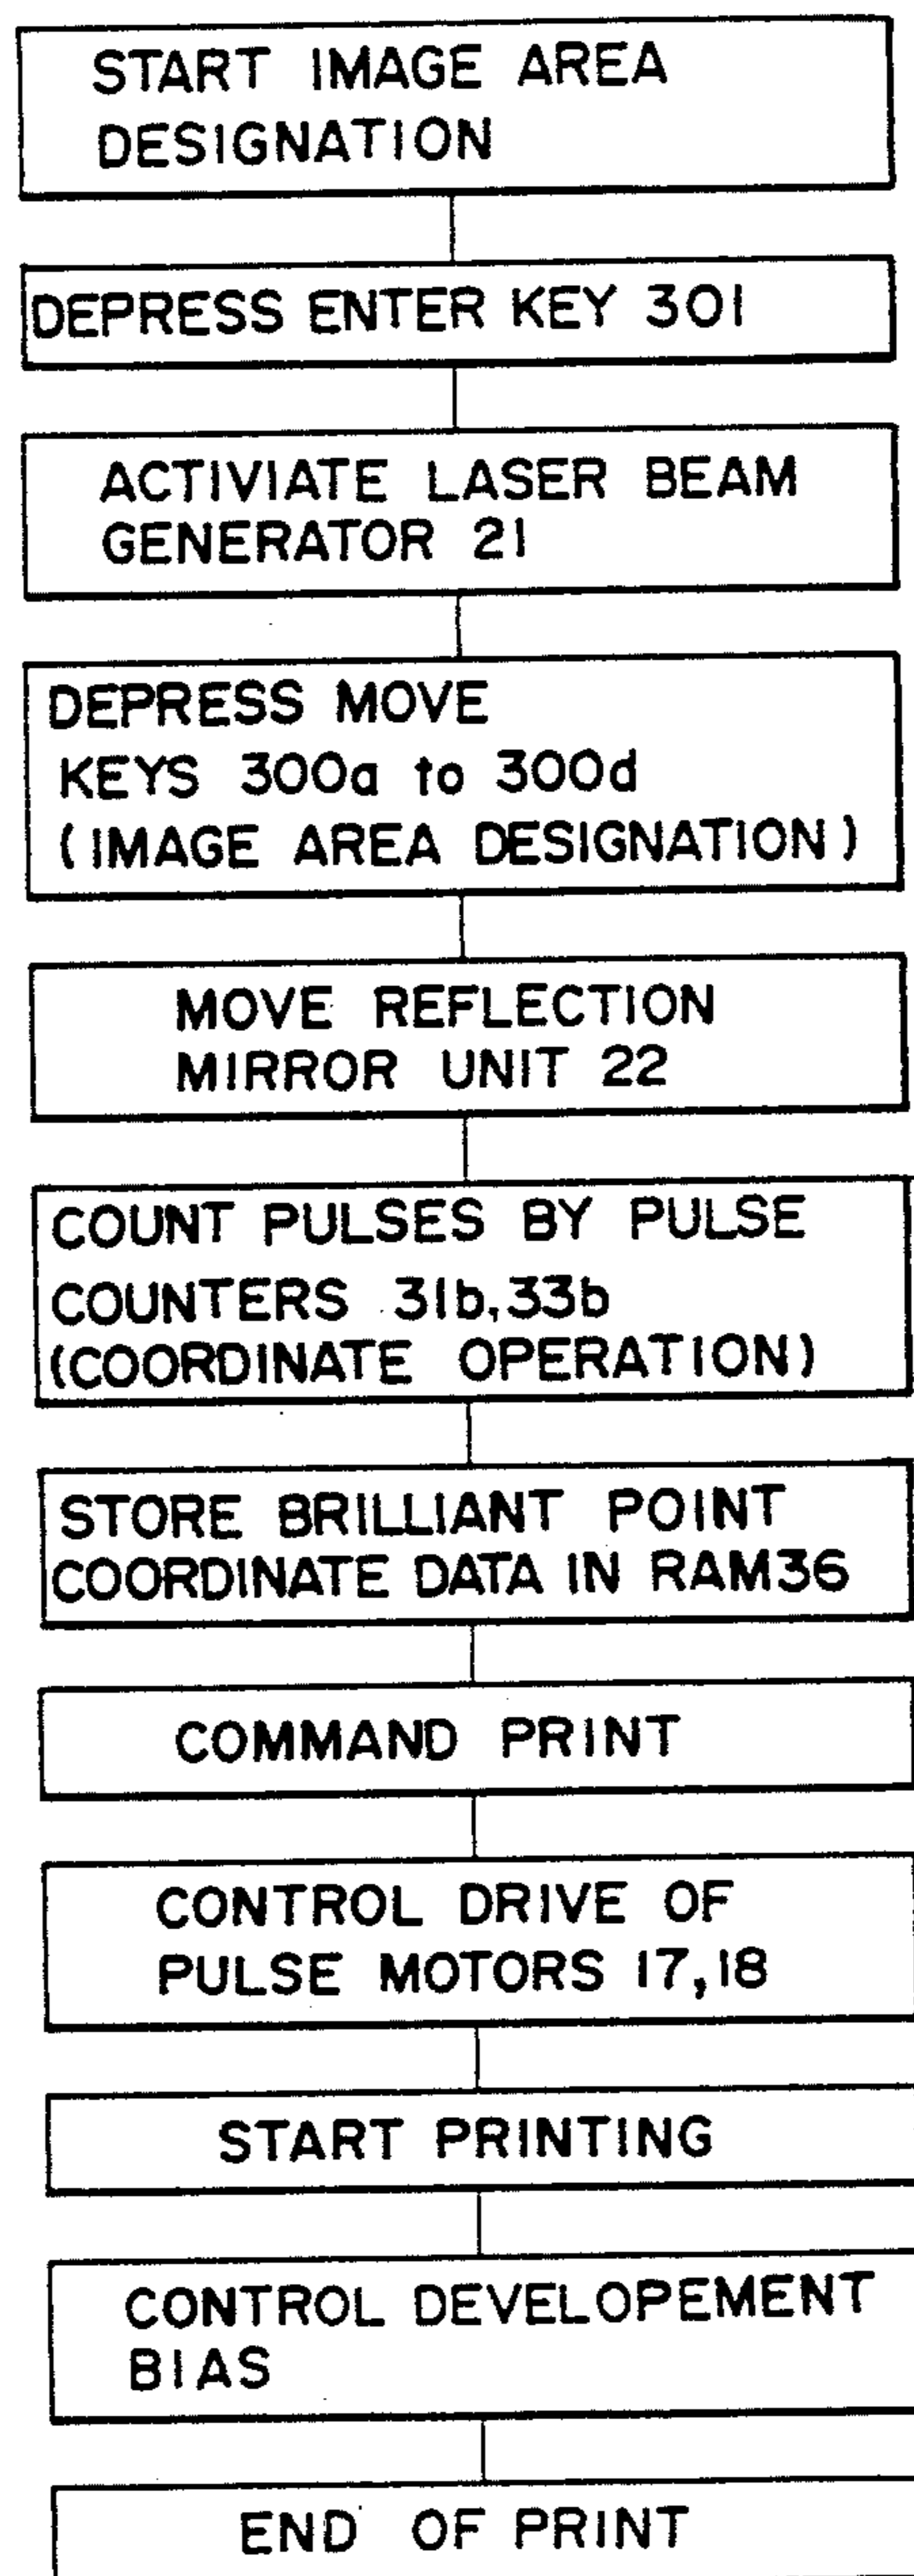 START IMAGE AREA
DESIGNATION
DEPRESS ENTER KEY 301
ACTIVIATE LASER BEAM
GENERATOR 21
DEPRESS MOVE
KEYS 300a to 300d
(IMAGE AREA DESIGNATION)
MOVE REFLECTION
MIRROR UNIT 22
COUNT PULSES BY PULSE
COUNTERS 31b,33b
(COORDINATE OPERATION)
STORE BRILLIANT POINT
COORDINATE DATA IN RAM36
COMMAND PRINT
CONTROL DRIVE OF
PULSE MOTORS 17,18
START PRINTING
CONTROL DEVELOPEMENT
BIAS
END OF PRINT